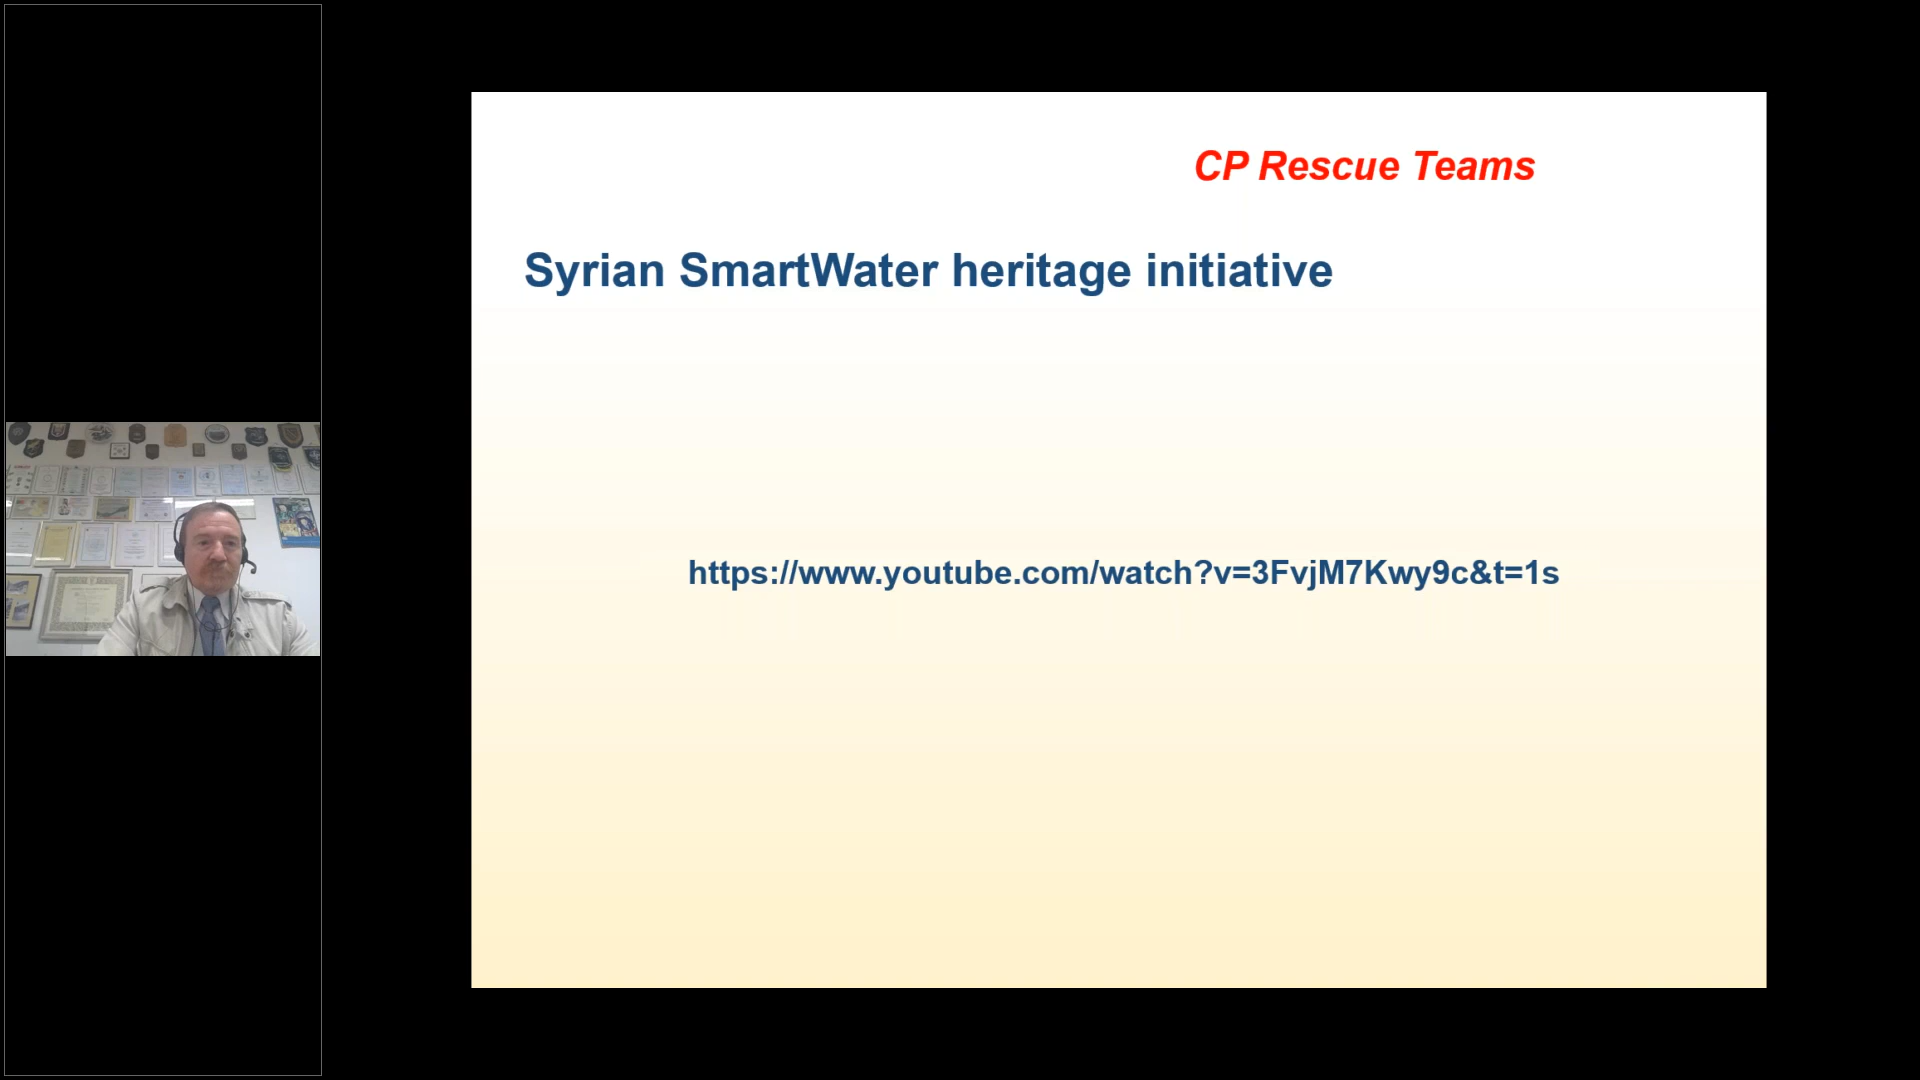 CP Rescue Teams
Syrian SmartWater heritage initiative
https://www.youtube.com/watch?v=3FvjM7Kwy9c&t=1s